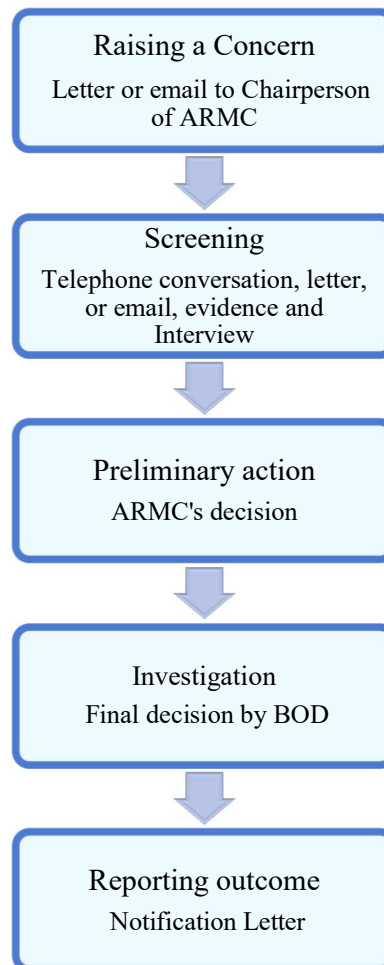 Raising a Concern
Letter or email to Chairperson
of ARMC
Screening
Telephone conversation, letter,
or email, evidence and
Interview
Preliminary action
ARMC's decision
Investigation
Final decision by BOD
Reporting outcome
Notification Letter